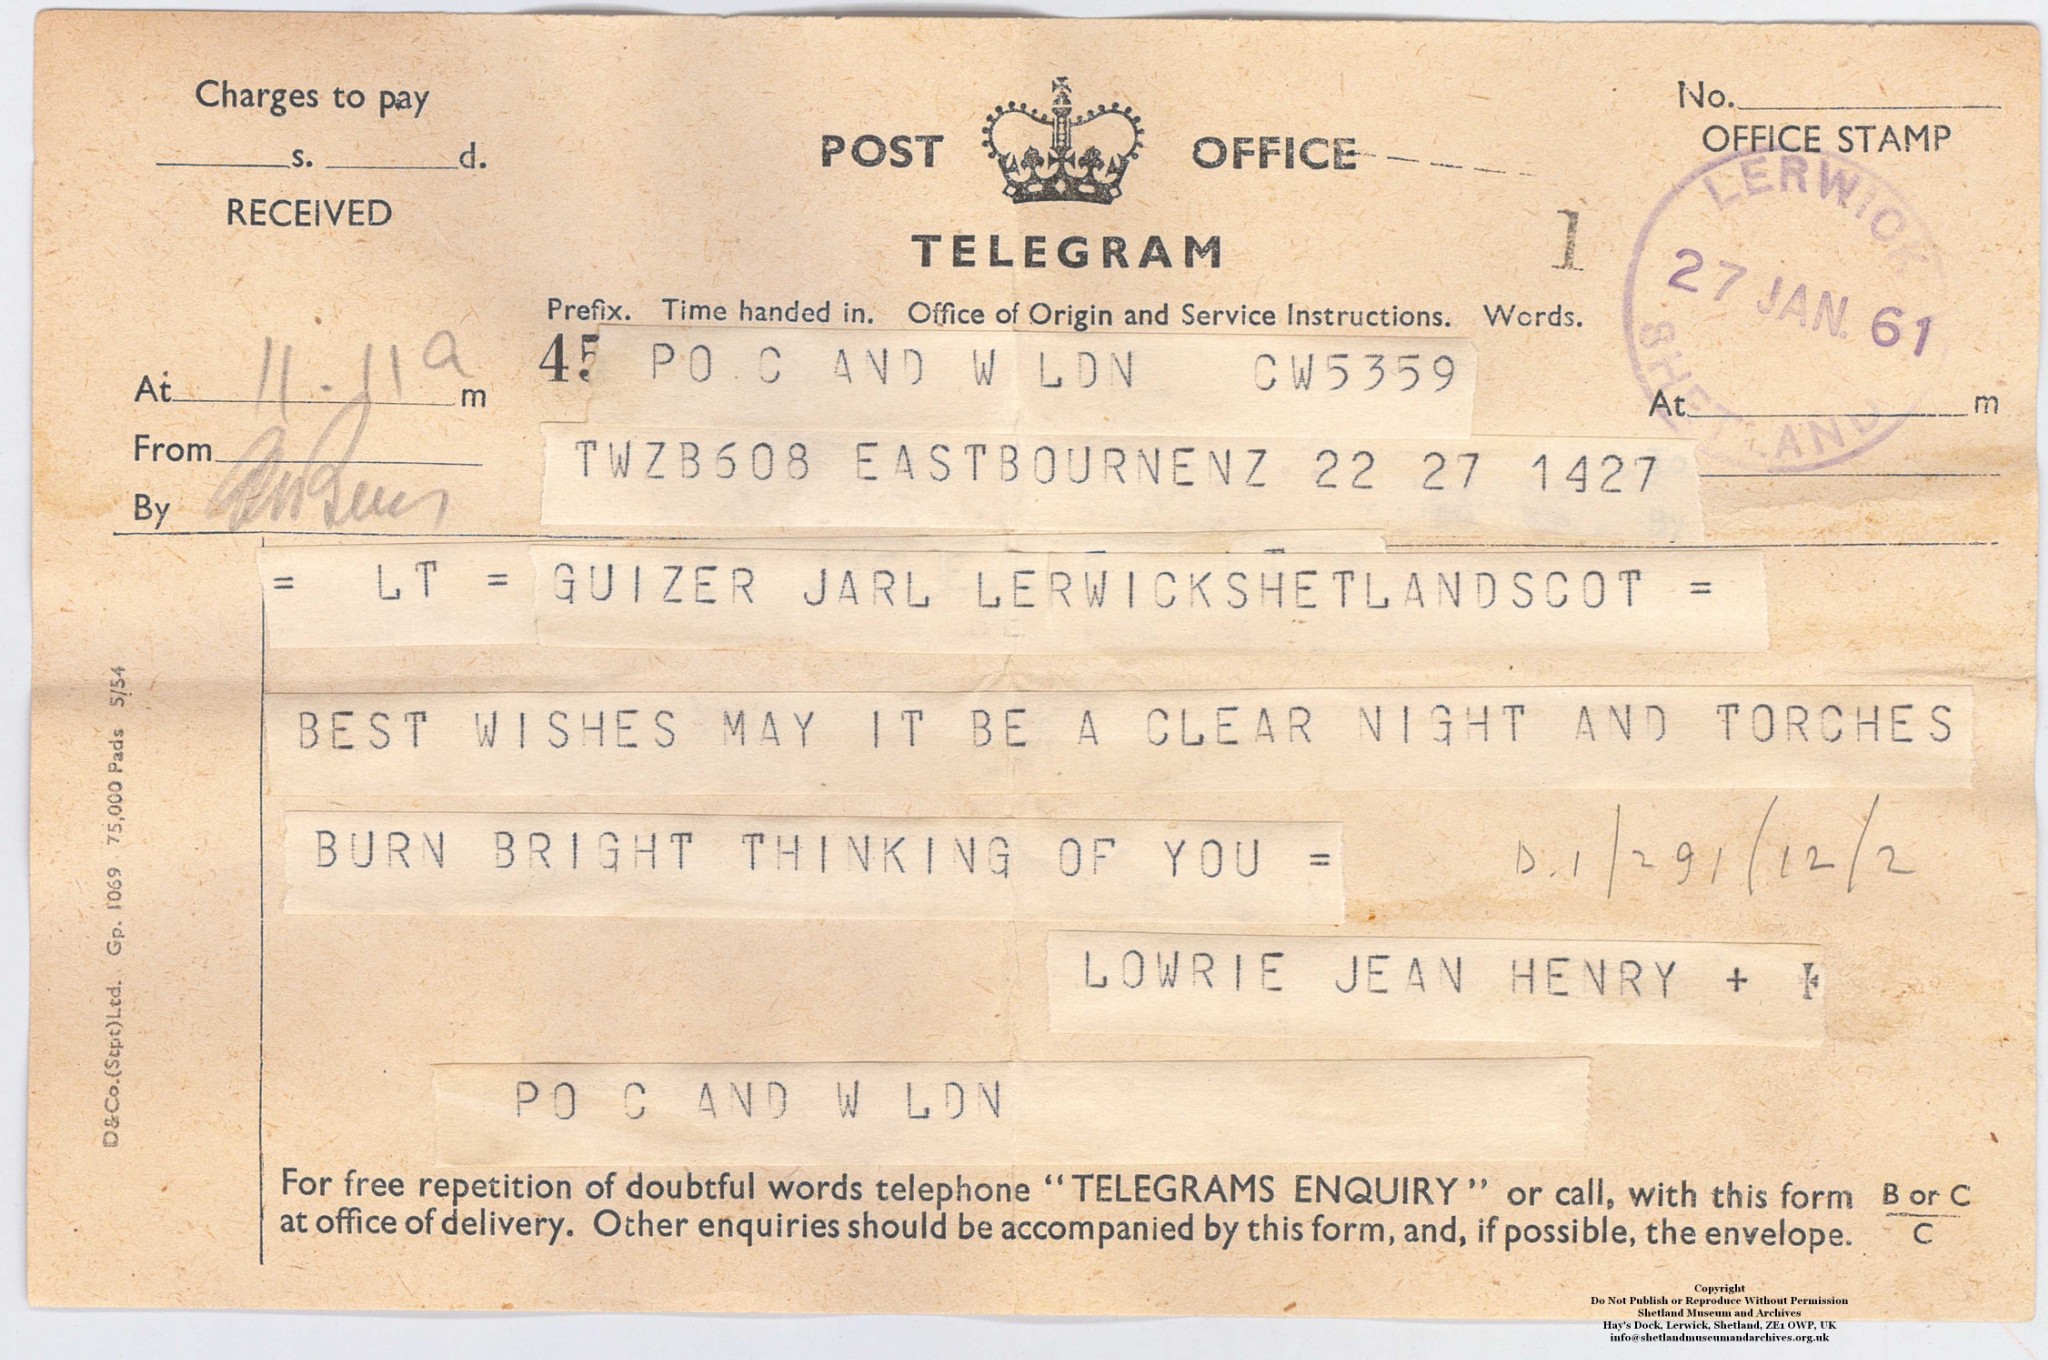 Charges to pay
s. d.
RECEIVED
POST OFFICE
TELEGRAM
No.
OFFICE STAMP
LERWICK
27 JAN. 61
SHETLAND
1
Prefix. Time handed in. Office of Origin and Service Instructions. Words.
At 11.11 a m
From
By
At m
45 PO C AND W LDN CW5359
TWZB608 EASTBOURNENZ 22 27 1427
= LT = GUIZER JARL LERWICKSHETLANDSCOT =
BEST WISHES MAY IT BE A CLEAR NIGHT AND TORCHES
BURN BRIGHT THINKING OF YOU =
D.1/291/12/2
LOWRIE JEAN HENRY +
PO C AND W LDN
D&Co.(Stpt)Ltd. Gp. 1069 75,000 Pads 5/54
For free repetition of doubtful words telephone “TELEGRAMS ENQUIRY” or call, with this form
at office of delivery. Other enquiries should be accompanied by this form, and, if possible, the envelope.
B or C
C
Copyright
Do Not Publish or Reproduce Without Permission
Shetland Museum and Archives
Hay's Dock, Lerwick, Shetland, ZE1 0WP, UK
info@shetlandmuseumandarchives.org.uk